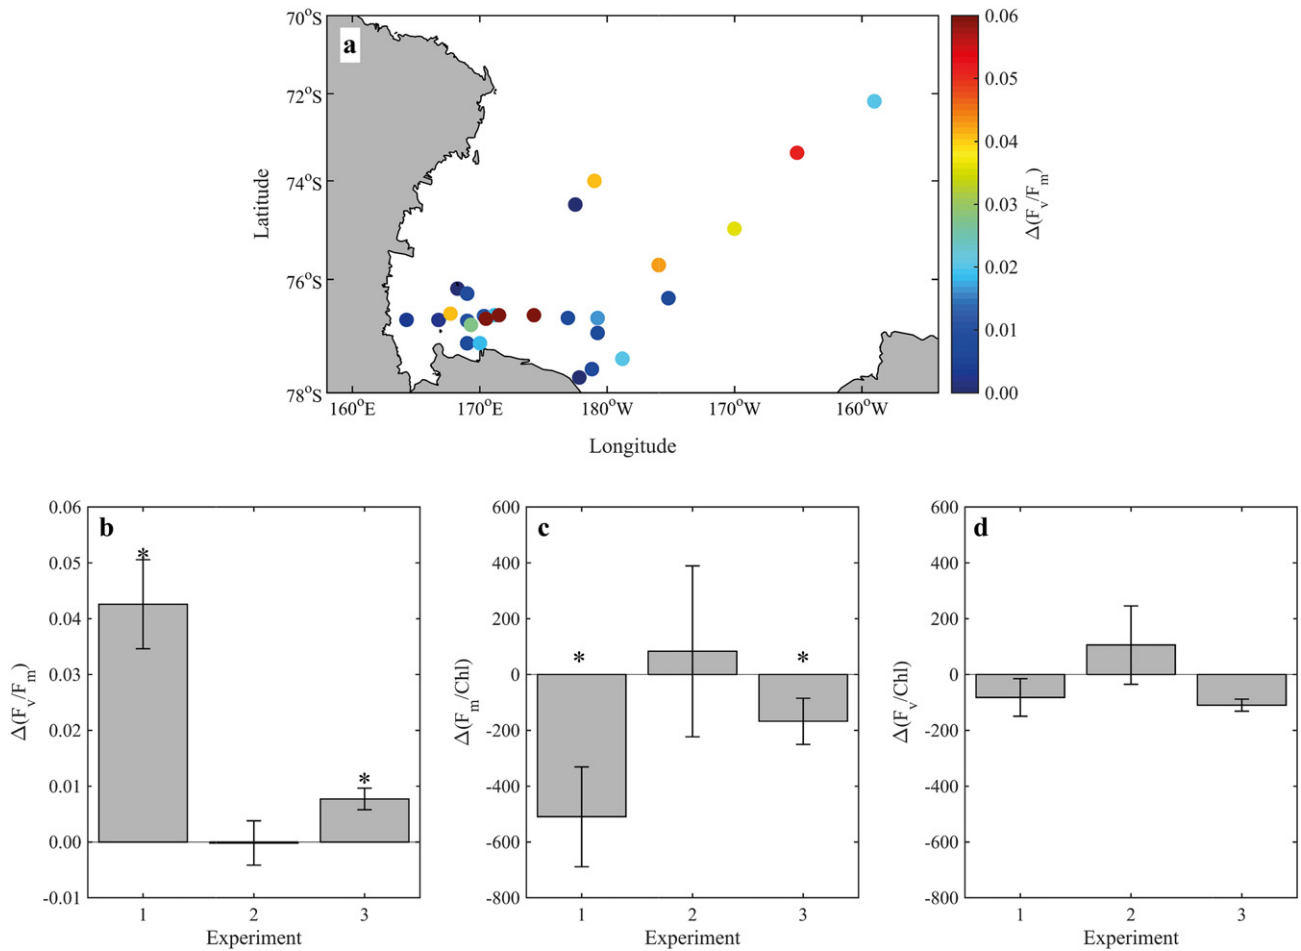 a
70°S
72°S
74°S
76°S
78°S
Latitude
160°E
170°E
180°W
170°W
160°W
Longitude
0.06
0.05
0.04
0.03
0.02
0.01
0.00
Δ(Fv/Fm)
b
0.06
0.05
0.04
0.03
0.02
0.01
0.00
-0.01
Δ(Fv/Fm)
*
*
1 2 3
Experiment
c
600
400
200
0
-200
-400
-600
-800
Δ(Fm/Chl)
*
*
1 2 3
Experiment
d
600
400
200
0
-200
-400
-600
-800
Δ(Fv/Chl)
1 2 3
Experiment